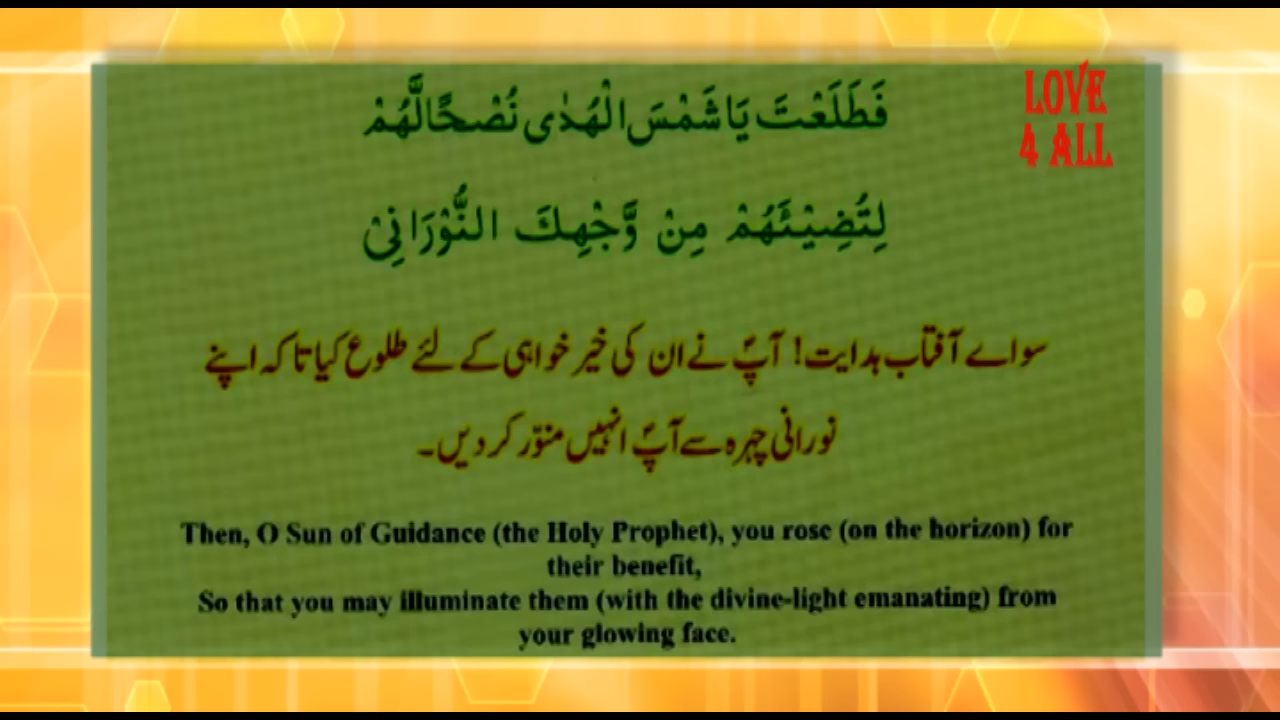 LOVE
4 ALL
فَطَلَعْتَ يَا شَمْسَ الْهُدٰى نُصْحًا لَّهُمْ
لِتُضِيْئَهُمْ مِنْ وَّجْهِكَ النُّوْرَانِيْ
سو اے آفتاب ہدایت! آپؐ نے ان کی خیر خواہی کے لئے طلوع کیا تا کہ اپنے
نورانی چہرہ سے آپؐ انہیں منوّر کر دیں۔
Then, O Sun of Guidance (the Holy Prophet), you rose (on the horizon) for
their benefit,
So that you may illuminate them (with the divine-light emanating) from
your glowing face.